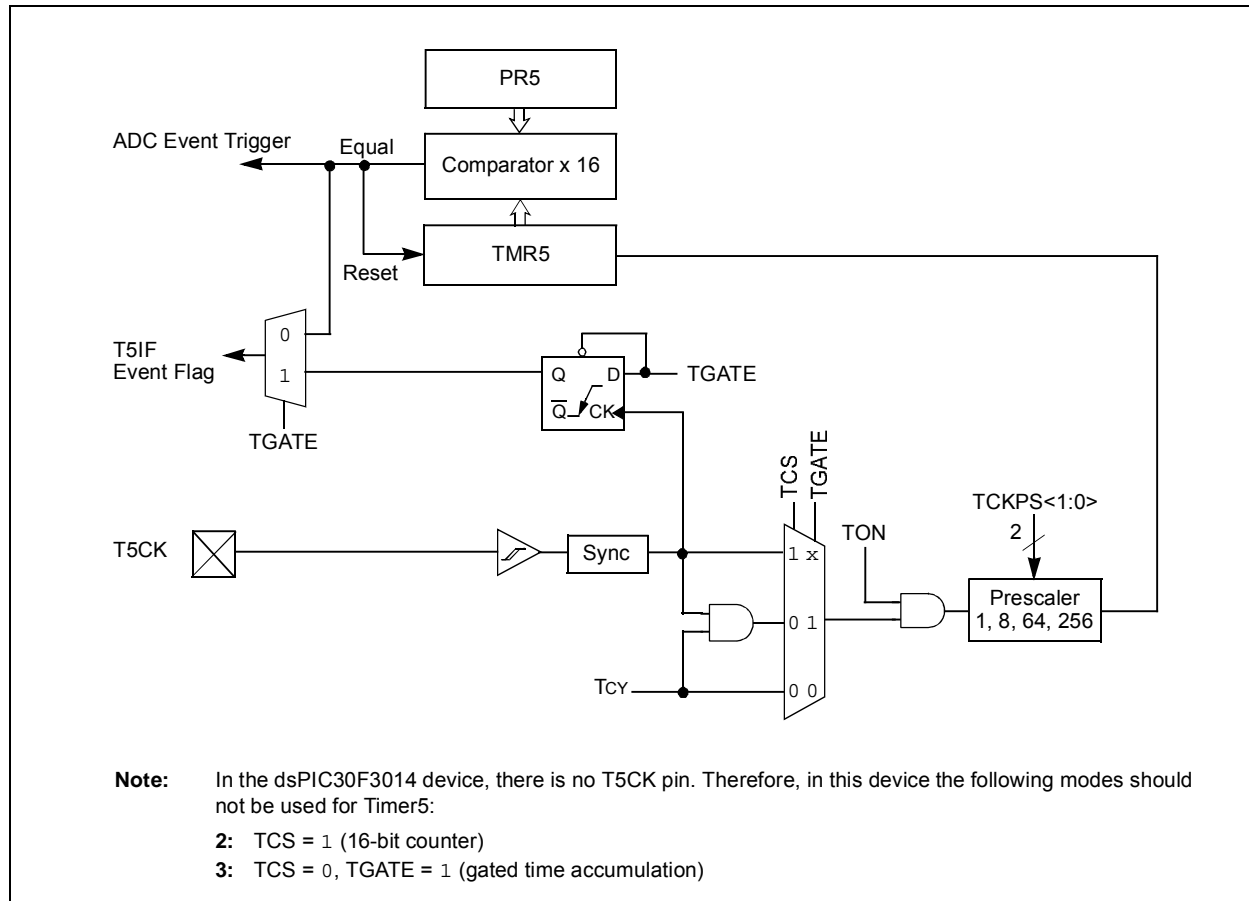 PR5
ADC Event Trigger
Equal
Comparator x 16
TMR5
Reset
0
T5IF
Event Flag
1
Q D
TGATE
Q CK
TGATE
TCS
TGATE
TCKPS<1:0>
2
TON
T5CK
Sync
1 x
Prescaler
1, 8, 64, 256
0 1
TCY
0 0
Note: In the dsPIC30F3014 device, there is no T5CK pin. Therefore, in this device the following modes should
not be used for Timer5:
2: TCS = 1 (16-bit counter)
3: TCS = 0, TGATE = 1 (gated time accumulation)